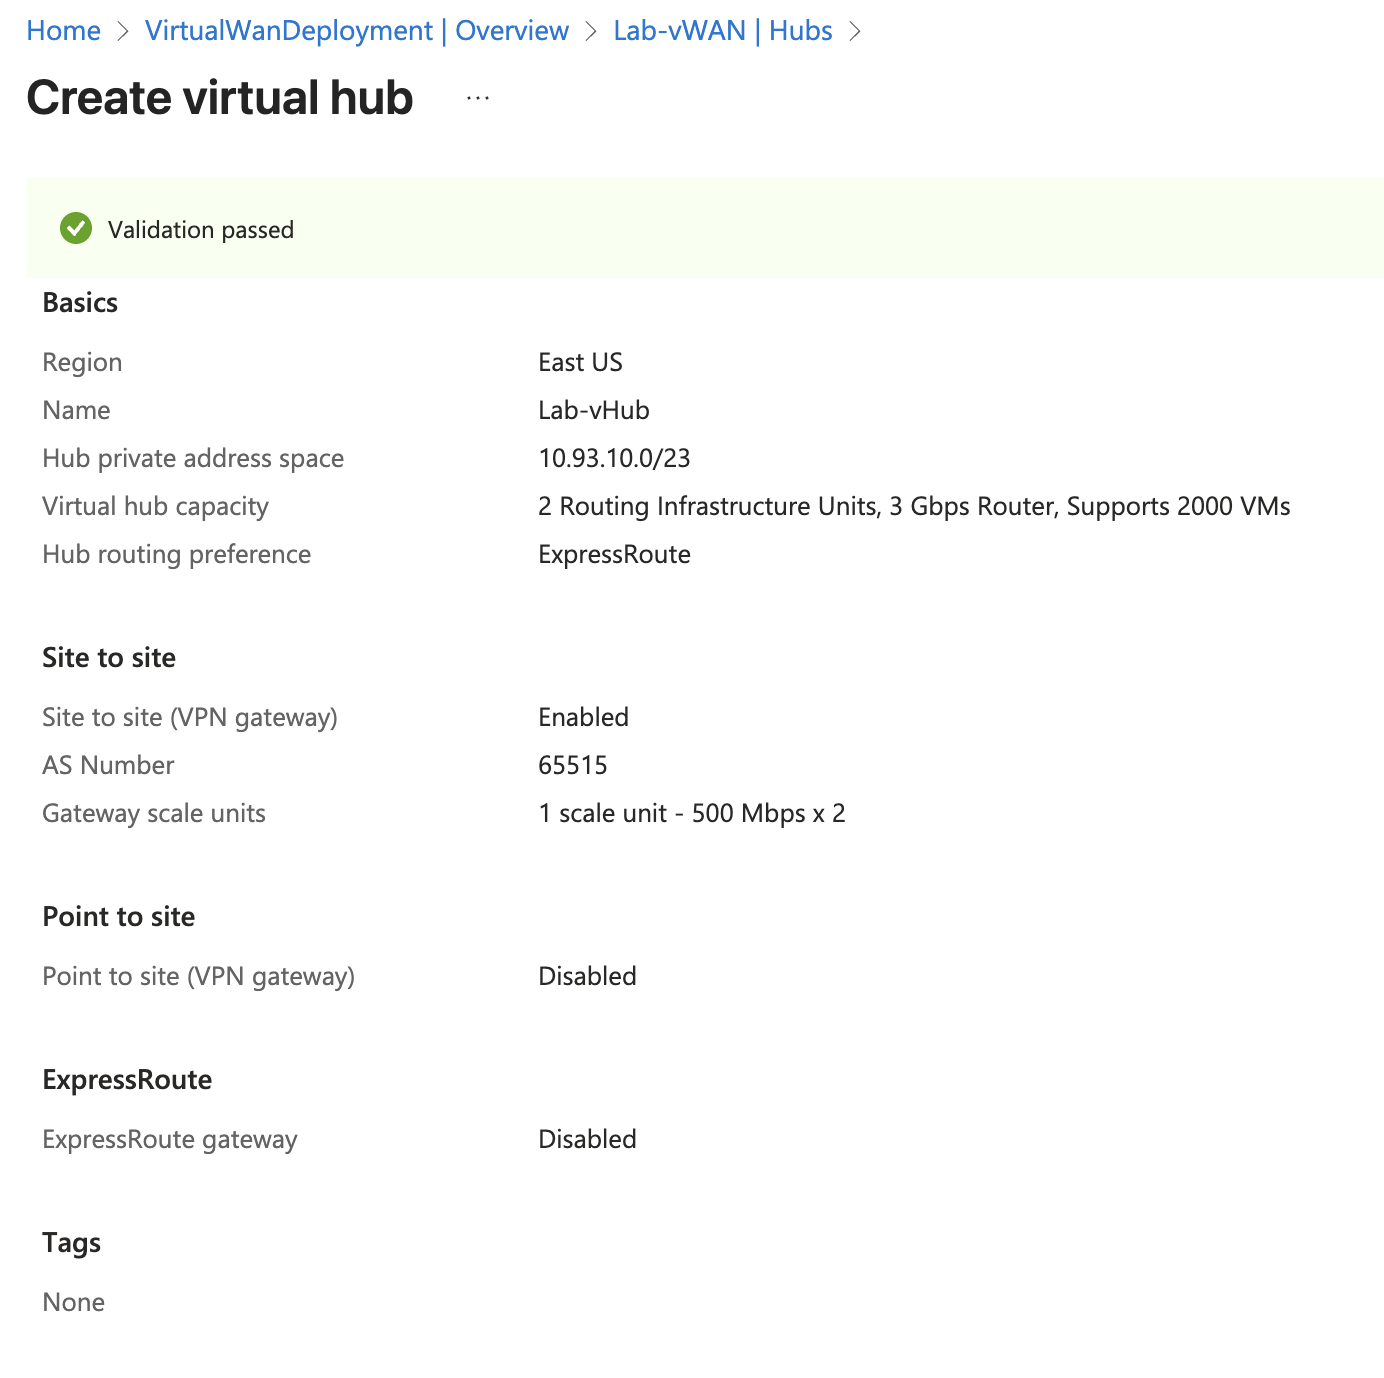 Home > VirtualWanDeployment | Overview > Lab-vWAN | Hubs >
Create virtual hub ...
Validation passed
Basics
Region East US
Name Lab-vHub
Hub private address space 10.93.10.0/23
Virtual hub capacity 2 Routing Infrastructure Units, 3 Gbps Router, Supports 2000 VMs
Hub routing preference ExpressRoute
Site to site
Site to site (VPN gateway) Enabled
AS Number 65515
Gateway scale units 1 scale unit - 500 Mbps x 2
Point to site
Point to site (VPN gateway) Disabled
ExpressRoute
ExpressRoute gateway Disabled
Tags
None